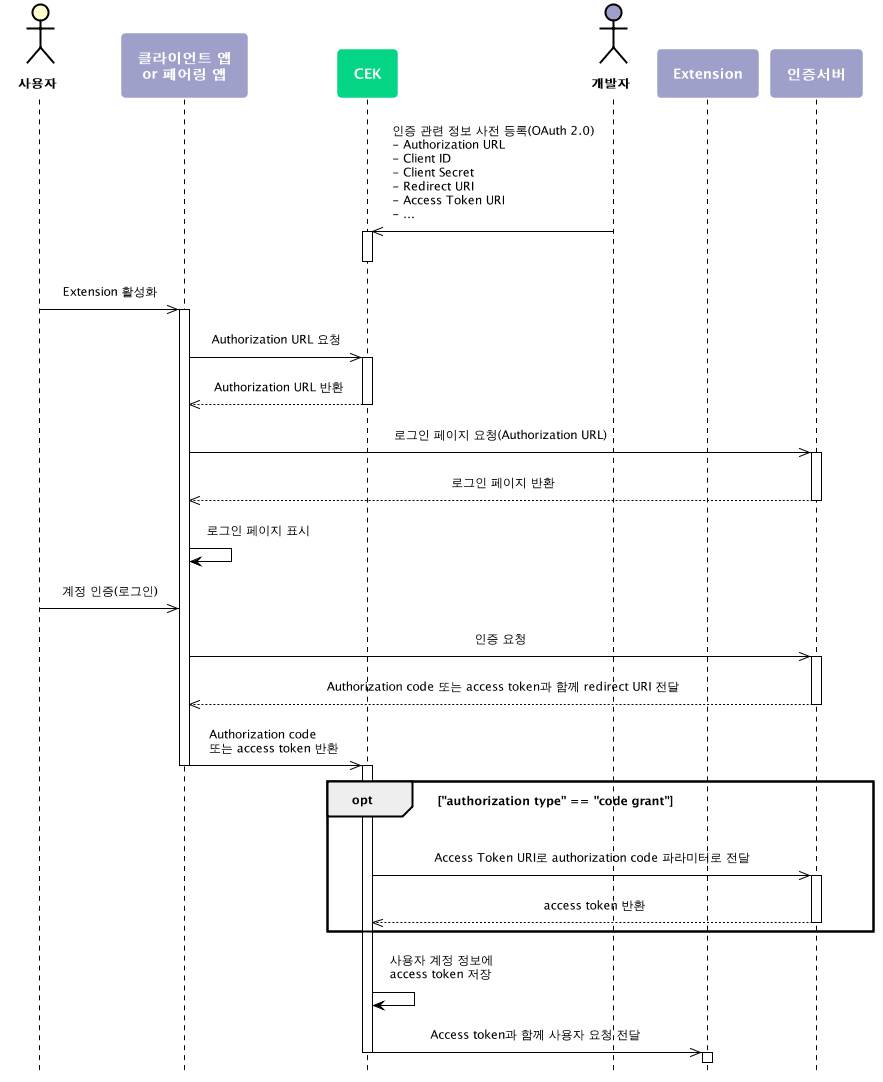 사용자
클라이언트 앱
or 페어링 앱
CEK
개발자
Extension
인증서버
인증 관련 정보 사전 등록(OAuth 2.0)
- Authorization URL
- Client ID
- Client Secret
- Redirect URI
- Access Token URI
- ...
Extension 활성화
Authorization URL 요청
Authorization URL 반환
로그인 페이지 요청(Authorization URL)
로그인 페이지 반환
로그인 페이지 표시
계정 인증(로그인)
인증 요청
Authorization code 또는 access token과 함께 redirect URI 전달
Authorization code
또는 access token 반환
opt
["authorization type" == "code grant"]
Access Token URI로 authorization code 파라미터로 전달
access token 반환
사용자 계정 정보에
access token 저장
Access token과 함께 사용자 요청 전달